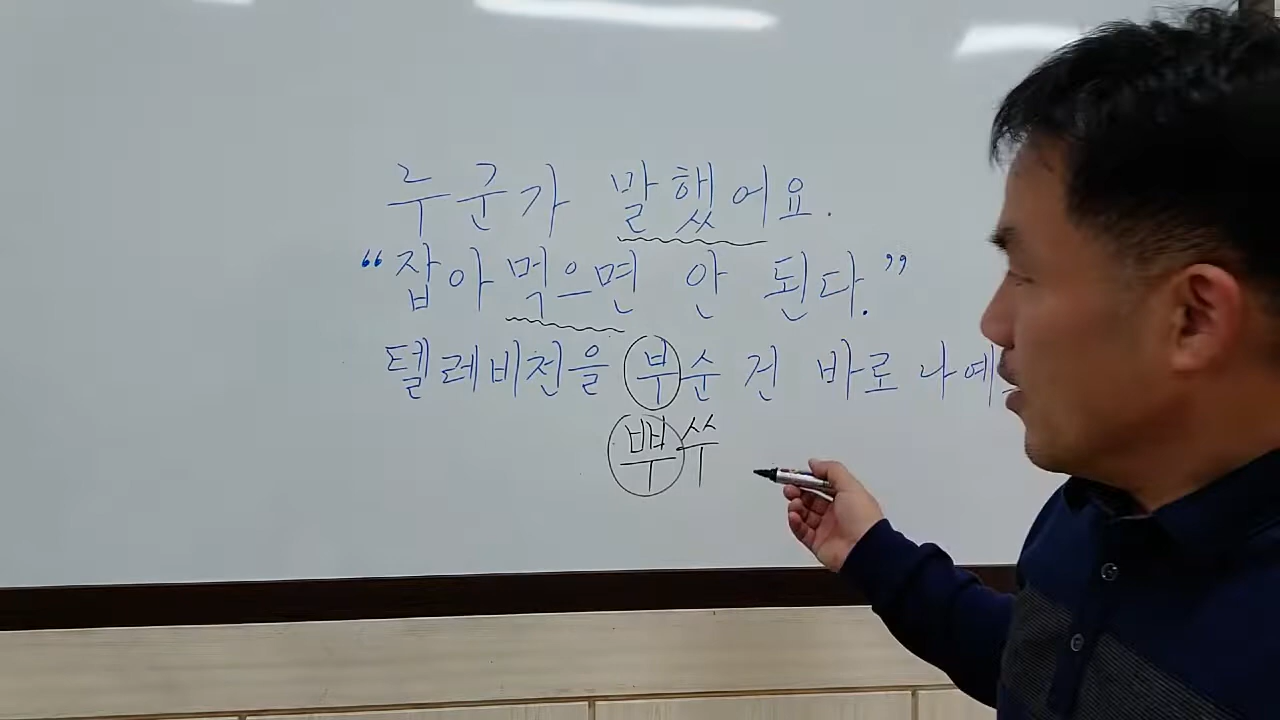 누군가 말했어요.
“잡아먹으면 안 된다.”
텔레비전을 부순 건 바로 나예
뿌쑤